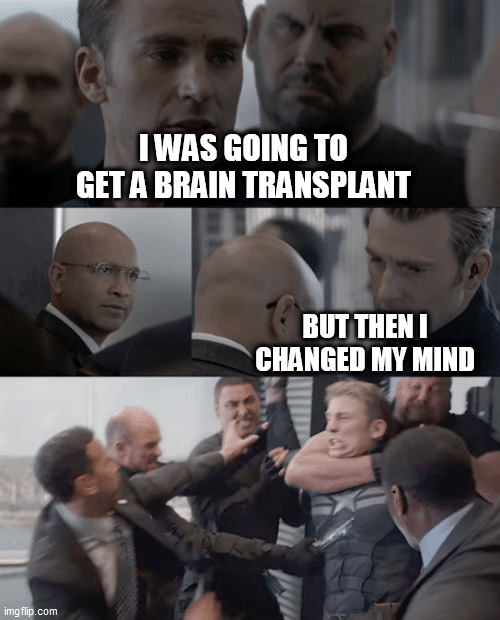 I WAS GOING TO
GET A BRAIN TRANSPLANT
BUT THEN I
CHANGED MY MIND
imgflip.com